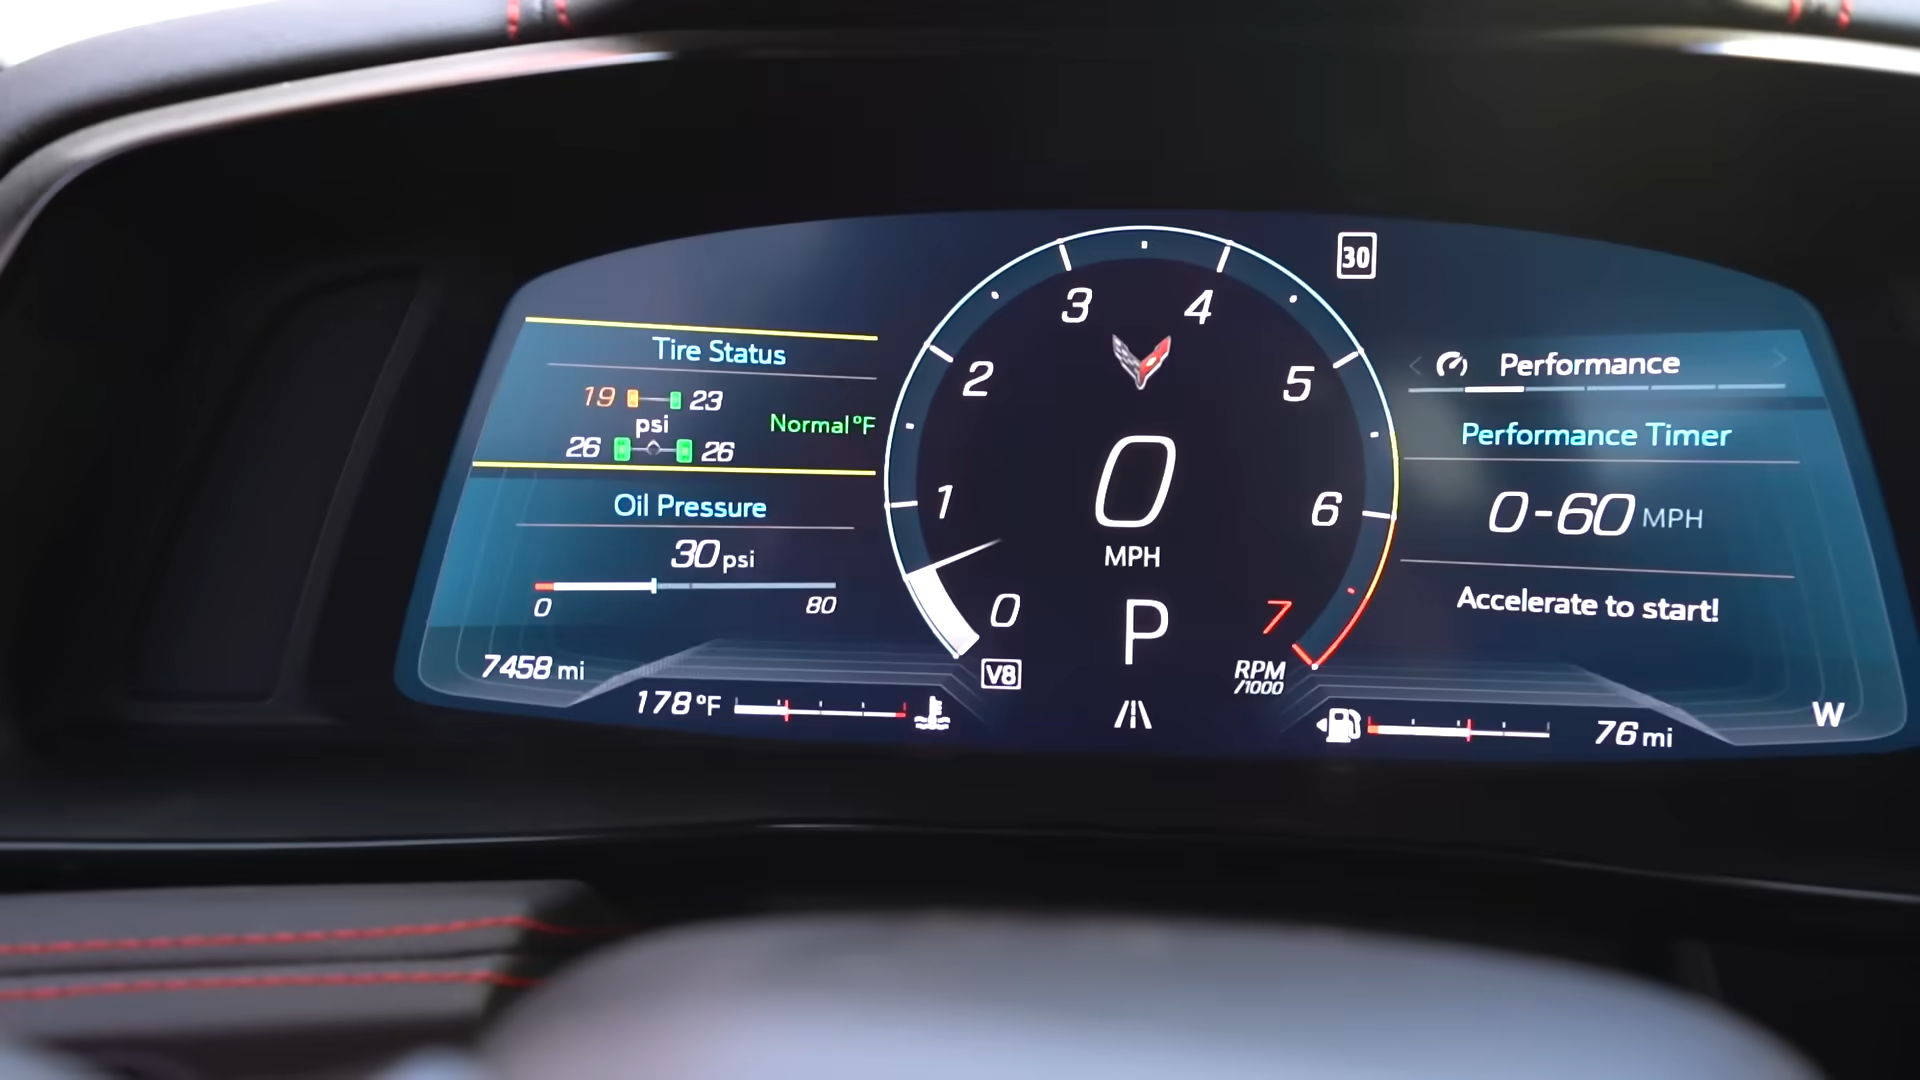 30
Tire Status
19 23
psi
Normal°F
26 26
Oil Pressure
30 psi
0 80
7458 mi
178 °F
0
1
2
3
4
5
6
7
0
MPH
P
V8
RPM
/1000
Performance
Performance Timer
0-60 MPH
Accelerate to start!
76 mi
W